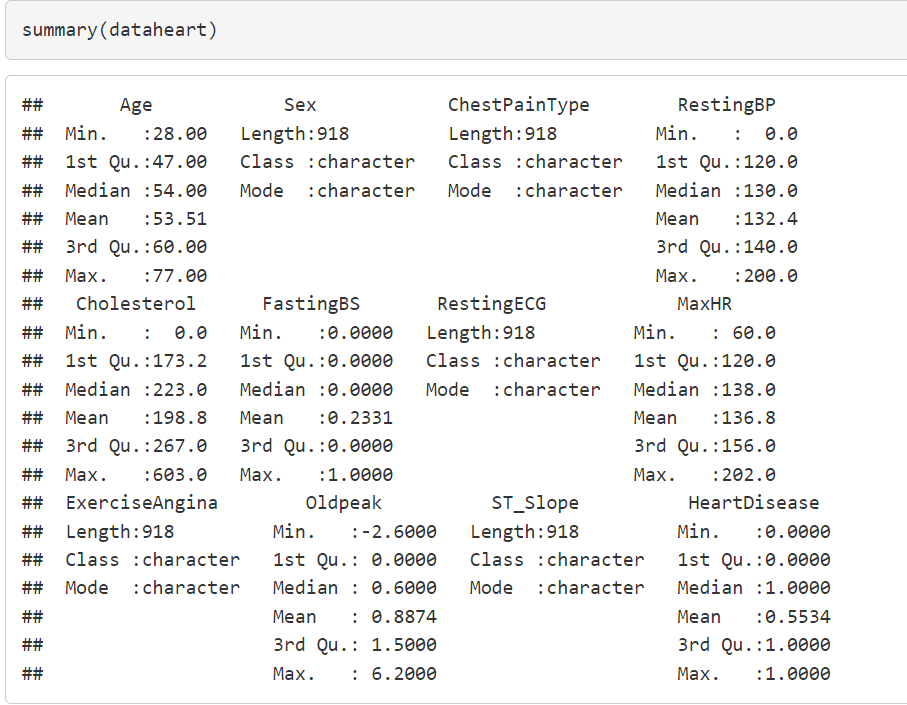 summary(dataheart)
##       Age            Sex            ChestPainType        RestingBP
##  Min.   :28.00   Length:918         Length:918         Min.   :  0.0
##  1st Qu.:47.00   Class :character   Class :character   1st Qu.:120.0
##  Median :54.00   Mode  :character   Mode  :character   Median :130.0
##  Mean   :53.51                                         Mean   :132.4
##  3rd Qu.:60.00                                         3rd Qu.:140.0
##  Max.   :77.00                                         Max.   :200.0
##   Cholesterol      FastingBS       RestingECG            MaxHR
##  Min.   :  0.0   Min.   :0.0000   Length:918         Min.   : 60.0
##  1st Qu.:173.2   1st Qu.:0.0000   Class :character   1st Qu.:120.0
##  Median :223.0   Median :0.0000   Mode  :character   Median :138.0
##  Mean   :198.8   Mean   :0.2331                      Mean   :136.8
##  3rd Qu.:267.0   3rd Qu.:0.0000                      3rd Qu.:156.0
##  Max.   :603.0   Max.   :1.0000                      Max.   :202.0
##  ExerciseAngina        Oldpeak          ST_Slope          HeartDisease
##  Length:918         Min.   :-2.6000   Length:918         Min.   :0.0000
##  Class :character   1st Qu.: 0.0000   Class :character   1st Qu.:0.0000
##  Mode  :character   Median : 0.6000   Mode  :character   Median :1.0000
##                     Mean   : 0.8874                      Mean   :0.5534
##                     3rd Qu.: 1.5000                      3rd Qu.:1.0000
##                     Max.   : 6.2000                      Max.   :1.0000